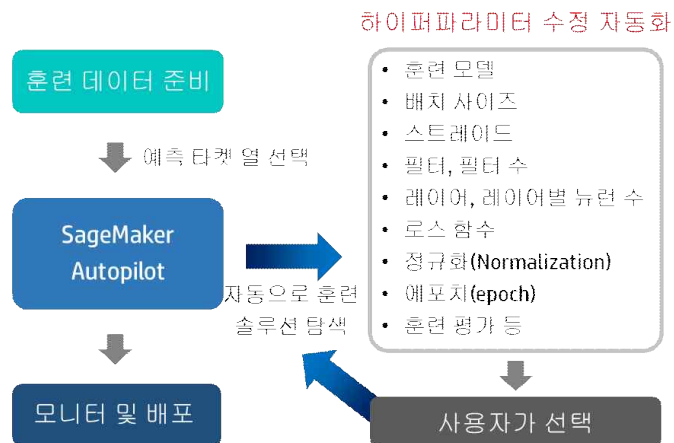 하이퍼파라미터 수정 자동화
훈련 데이터 준비
예측 타켓 열 선택
SageMaker
Autopilot
자동으로 훈련
솔루션 탐색
• 훈련 모델
• 배치 사이즈
• 스트레이드
• 필터, 필터 수
• 레이어, 레이어별 뉴런 수
• 로스 함수
• 정규화(Normalization)
• 에포치(epoch)
• 훈련 평가 등
모니터 및 배포
사용자가 선택